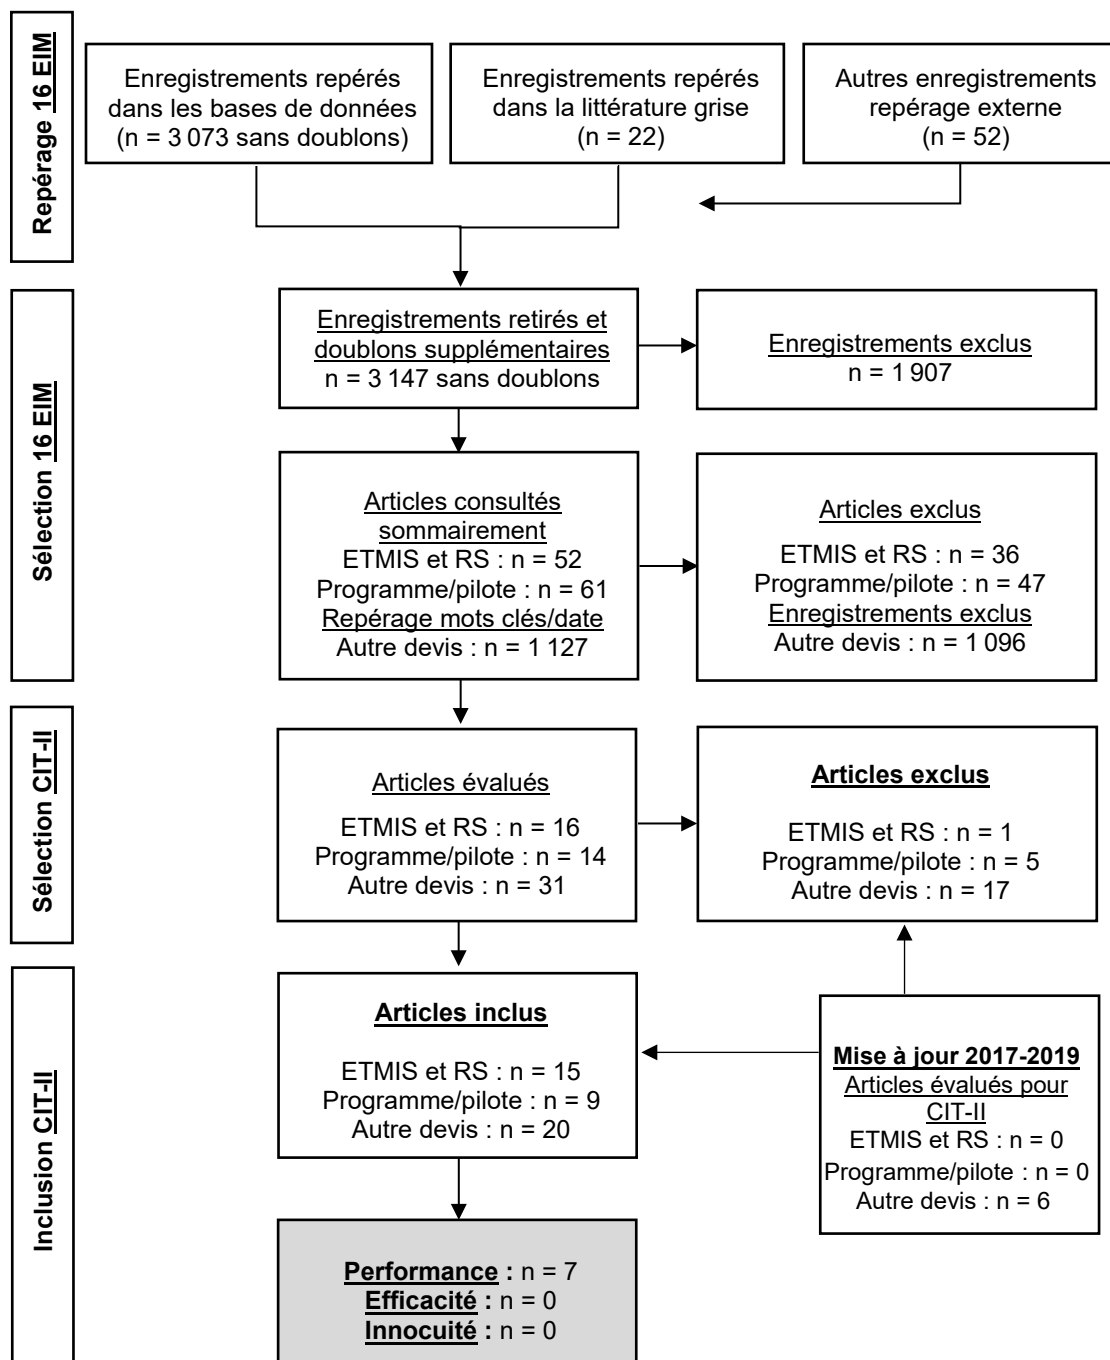 Repérage 16 EIM
Enregistrements repérés
dans les bases de données
(n = 3 073 sans doublons)
Enregistrements repérés
dans la littérature grise
(n = 22)
Autres enregistrements
repérage externe
(n = 52)
Sélection 16 EIM
Enregistrements retirés et
doublons supplémentaires
n = 3 147 sans doublons
Enregistrements exclus
n = 1 907
Articles consultés
sommairement
ETMIS et RS : n = 52
Programme/pilote : n = 61
Repérage mots clés/date
Autre devis : n = 1 127
Articles exclus
ETMIS et RS : n = 36
Programme/pilote : n = 47
Enregistrements exclus
Autre devis : n = 1 096
Sélection CIT-II
Articles évalués
ETMIS et RS : n = 16
Programme/pilote : n = 14
Autre devis : n = 31
Articles exclus
ETMIS et RS : n = 1
Programme/pilote : n = 5
Autre devis : n = 17
Inclusion CIT-II
Articles inclus
ETMIS et RS : n = 15
Programme/pilote : n = 9
Autre devis : n = 20
Mise à jour 2017-2019
Articles évalués pour
CIT-II
ETMIS et RS : n = 0
Programme/pilote : n = 0
Autre devis : n = 6
Performance : n = 7
Efficacité : n = 0
Innocuité : n = 0